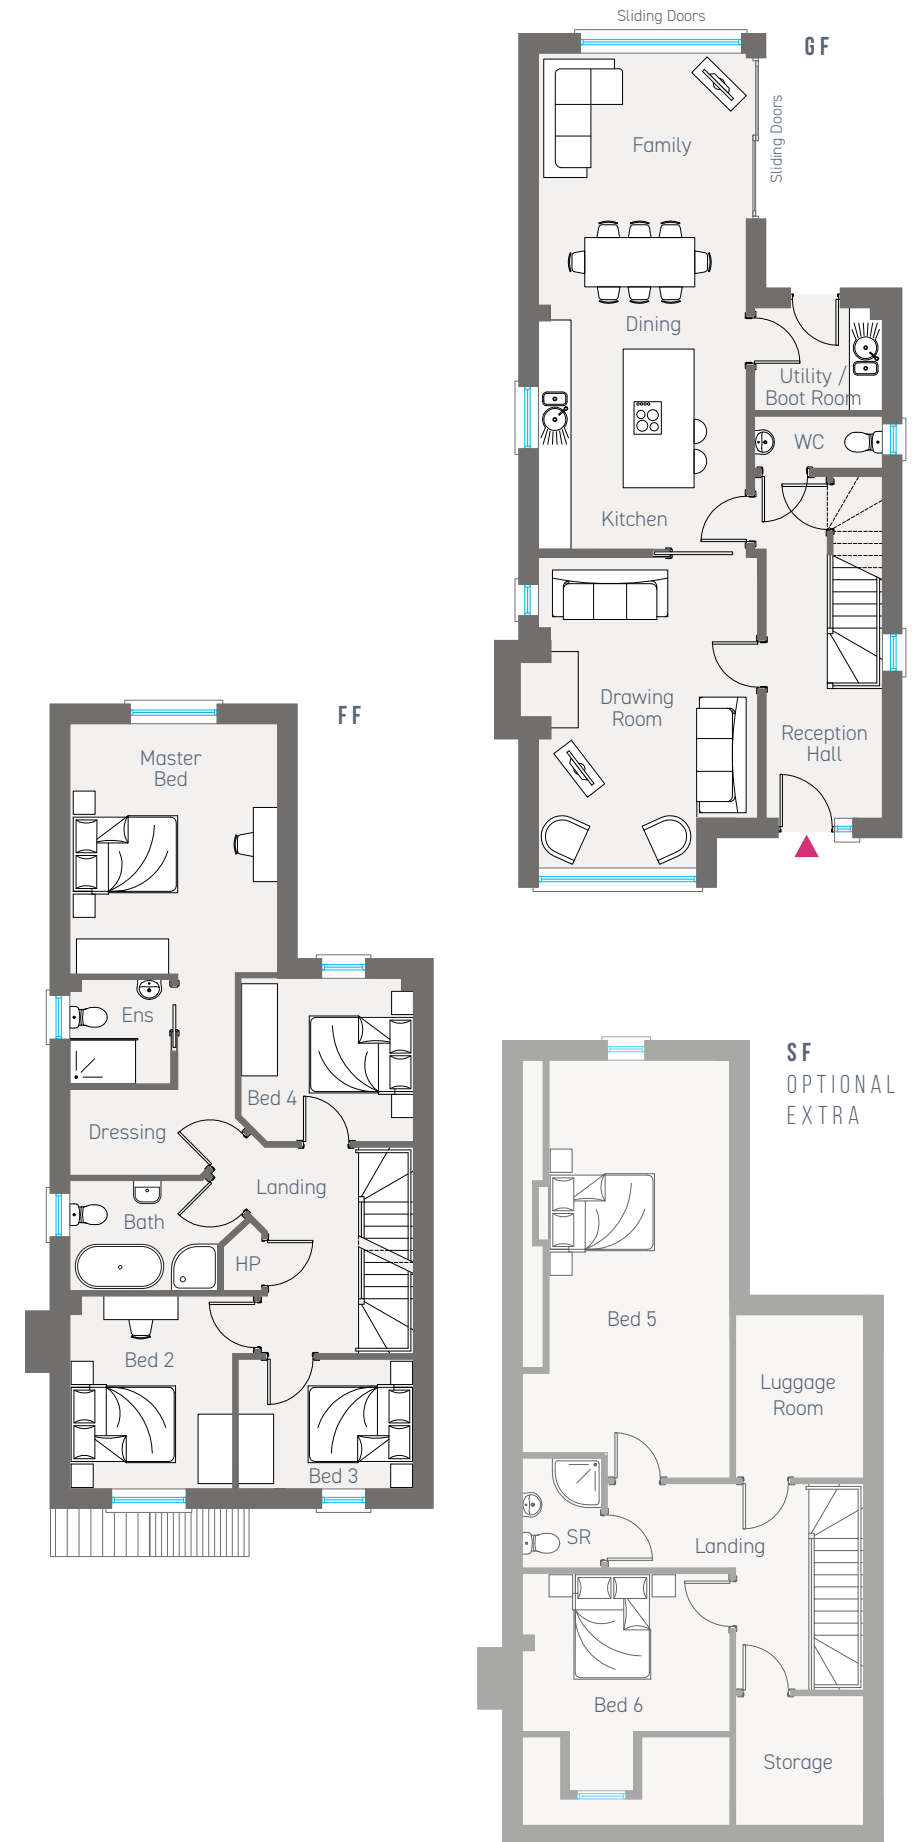 Sliding Doors
GF
Sliding Doors
Family
Dining
Utility /
Boot Room
WC
Kitchen
Drawing
Room
Reception
Hall
FF
Master
Bed
Ens
Bed 4
Dressing
Landing
Bath
HP
Bed 2
Bed 3
SF
OPTIONAL
EXTRA
Bed 5
Luggage
Room
SR
Landing
Bed 6
Storage